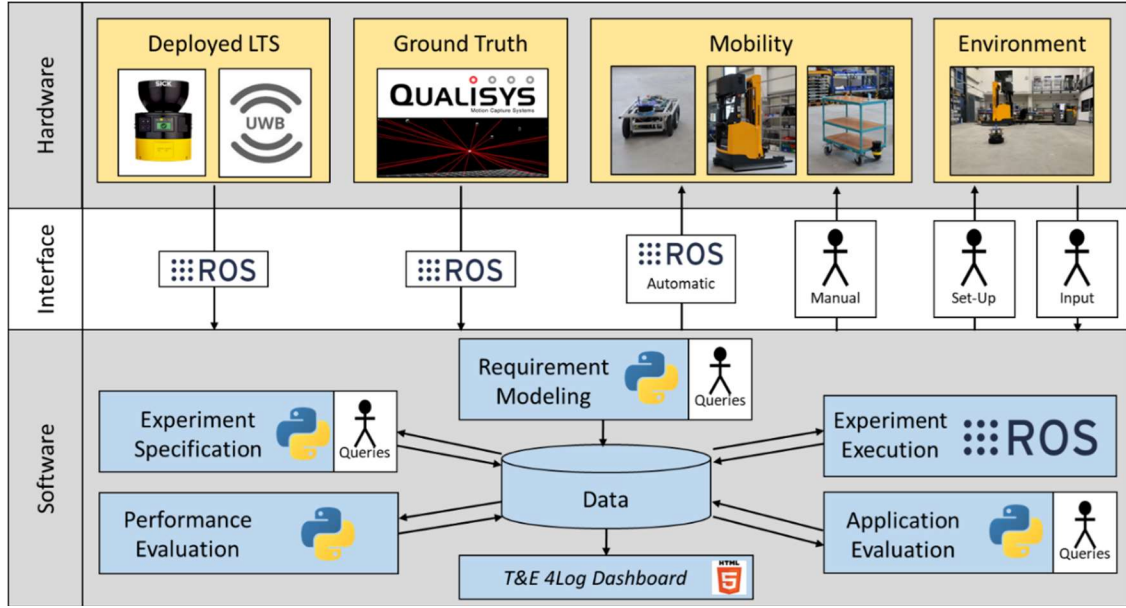 Hardware
Deployed LTS
Ground Truth
Mobility
Environment
SICK
UWB
QUALISYS
Motion Capture Systems
Interface
ROS
ROS
ROS
Automatic
Manual
Set-Up
Input
Software
Requirement
Modeling
Queries
Experiment
Specification
Queries
Experiment
Execution
ROS
Data
Performance
Evaluation
Application
Evaluation
Queries
T&E 4Log Dashboard
HTML
5